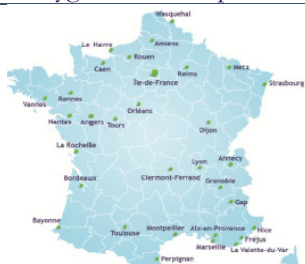 Wasquehal
Amiens
Le Havre
Rouen
Caen
Reims
Metz
Île-de-France
Strasbourg
Rennes
Vannes
Orléans
Nantes
Angers
Tours
Dijon
La Rochelle
Lyon
Annecy
Bordeaux
Clermont-Ferrand
Grenoble
Gap
Bayonne
Toulouse
Montpellier
Aix-en-Provence
Nice
Fréjus
Marseille
La Valette-du-Var
Perpignan